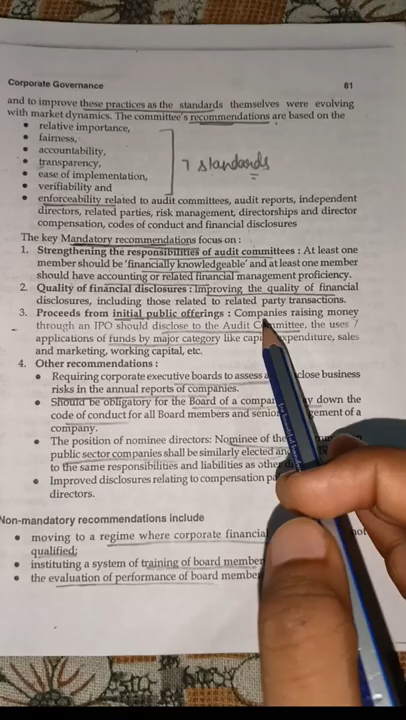 Corporate Governance 81
and to improve these practices as the standards themselves were evolving
with market dynamics. The committee's recommendations are based on the
• relative importance,
• fairness,
• accountability,
• transparency,
7 standards
• ease of implementation,
• verifiability and
• enforceability related to audit committees, audit reports, independent
directors, related parties, risk management, directorships and director
compensation, codes of conduct and financial disclosures
The key Mandatory recommendations focus on :
1. Strengthening the responsibilities of audit committees : At least one
member should be 'financially knowledgeable' and at least one member
should have accounting or related financial management proficiency.
2. Quality of financial disclosures : Improving the quality of financial
disclosures, including those related to related party transactions.
3. Proceeds from initial public offerings : Companies raising money
through an IPO should disclose to the Audit Committee, the uses /
applications of funds by major category like capi expenditure, sales
and marketing, working capital, etc.
4. Other recommendations :
• Requiring corporate executive boards to assess a close business
risks in the annual reports of companies.
• Should be obligatory for the Board of a compan y down the
code of conduct for all Board members and senio gement of a
company.
• The position of nominee directors: Nominee of the
public sector companies shall be similarly elected an
to the same responsibilities and liabilities as other di
• Improved disclosures relating to compensation pa
directors.
Non-mandatory recommendations include
• moving to a regime where corporate financial not
qualified;
• instituting a system of training of board member
• the evaluation of performance of board membe